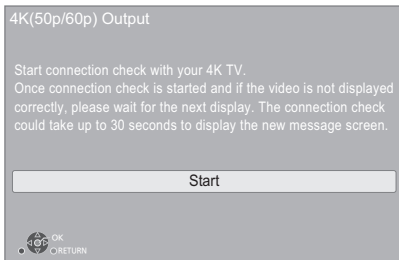 4K(50p/60p) Output
Start connection check with your 4K TV.
Once connection check is started and if the video is not displayed
correctly, please wait for the next display. The connection check
could take up to 30 seconds to display the new message screen.
Start
OK
RETURN